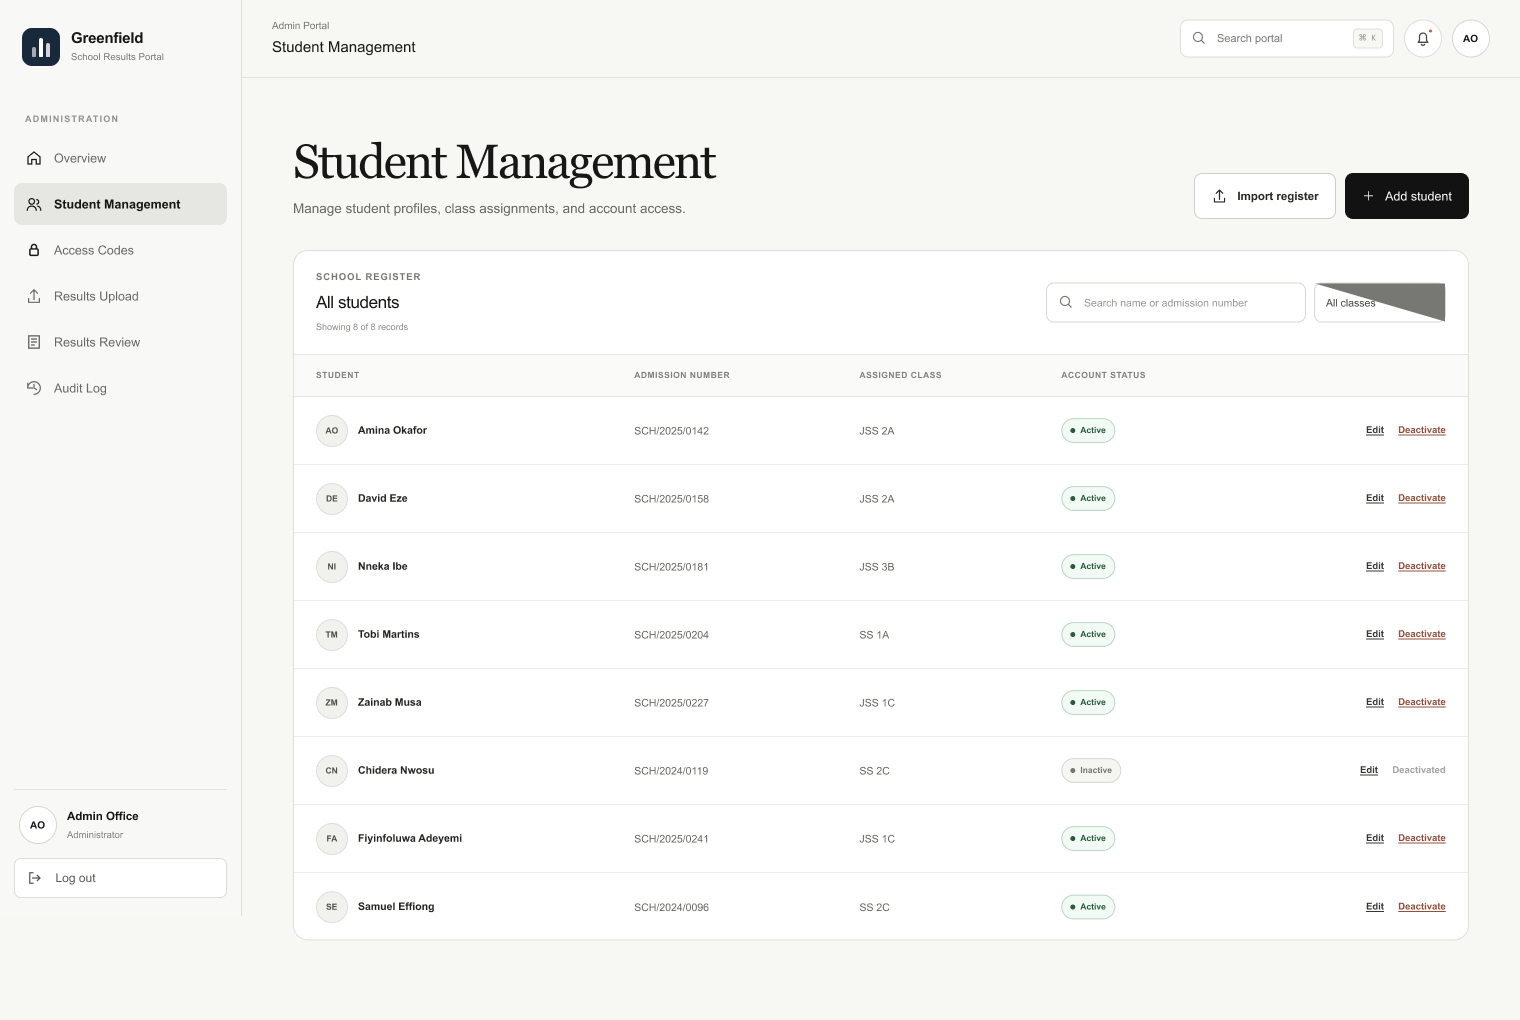 Greenfield
School Results Portal
ADMINISTRATION
Overview
Student Management
Access Codes
Results Upload
Results Review
Audit Log
AO
Admin Office
Administrator
Log out
Admin Portal
Student Management
Search portal
⌘ K
AO
Student Management
Manage student profiles, class assignments, and account access.
Import register
Add student
SCHOOL REGISTER
All students
Showing 8 of 8 records
Search name or admission number
All classes
STUDENT ADMISSION NUMBER ASSIGNED CLASS ACCOUNT STATUS
AO Amina Okafor SCH/2025/0142 JSS 2A Active Edit Deactivate
DE David Eze SCH/2025/0158 JSS 2A Active Edit Deactivate
NI Nneka Ibe SCH/2025/0181 JSS 3B Active Edit Deactivate
TM Tobi Martins SCH/2025/0204 SS 1A Active Edit Deactivate
ZM Zainab Musa SCH/2025/0227 JSS 1C Active Edit Deactivate
CN Chidera Nwosu SCH/2024/0119 SS 2C Inactive Edit Deactivated
FA Fiyinfoluwa Adeyemi SCH/2025/0241 JSS 1C Active Edit Deactivate
SE Samuel Effiong SCH/2024/0096 SS 2C Active Edit Deactivate